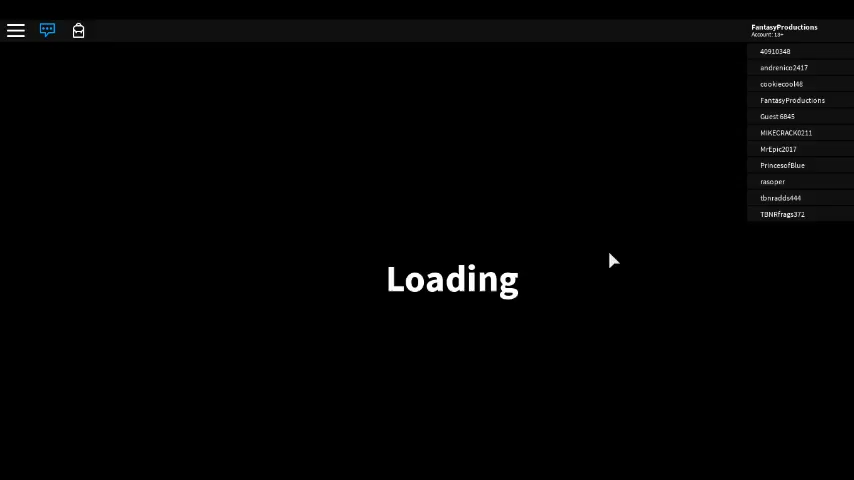 FantasyProductions
Account: 13+
40910348
andrenico2417
cookiecool48
FantasyProductions
Guest 6845
MIKECRACK0211
MrEpic2017
PrincesofBlue
rasoper
tbnradds444
TBNRfrags372
Loading